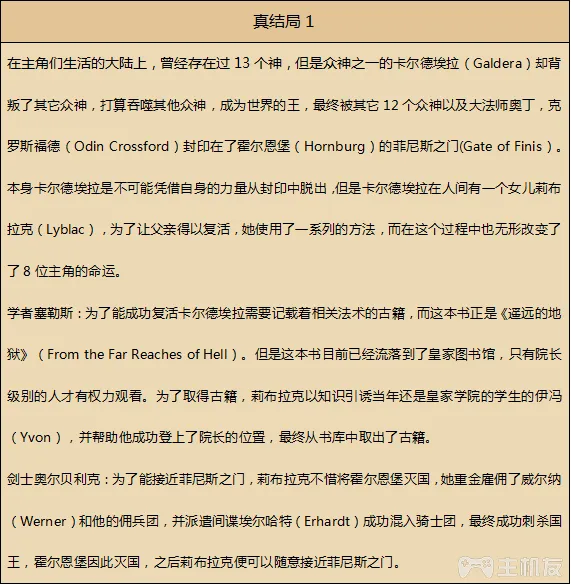 真结局 1
在主角们生活的大陆上，曾经存在过 13 个神，但是众神之一的卡尔德埃拉（Galdera）却背
叛了其它众神，打算吞噬其他众神，成为世界的王，最终被其它 12 个众神以及大法师奥丁，克
罗斯福德（Odin Crossford）封印在了霍尔恩堡（Hornburg）的菲尼斯之门(Gate of Finis）。
本身卡尔德埃拉是不可能凭借自身的力量从封印中脱出，但是卡尔德埃拉在人间有一个女儿莉布
拉克（Lyblac），为了让父亲得以复活，她使用了一系列的方法，而在这个过程中也无形改变了
了 8 位主角的命运。
学者塞勒斯：为了能成功复活卡尔德埃拉需要记载着相关法术的古籍，而这本书正是《遥远的地
狱》（From the Far Reaches of Hell）。但是这本书目前已经流落到了皇家图书馆，只有院长
级别的人才有权力观看。为了取得古籍，莉布拉克以知识引诱当年还是皇家学院的学生的伊冯
（Yvon），并帮助他成功登上了院长的位置，最终从书库中取出了古籍。
剑士奥尔贝利克：为了能接近菲尼斯之门，莉布拉克不惜将霍尔恩堡灭国，她重金雇佣了威尔纳
（Werner）和他的佣兵团，并派遣间谍埃尔哈特（Erhardt）成功混入骑士团，最终成功刺杀国
王，霍尔恩堡因此灭国，之后莉布拉克便可以随意接近菲尼斯之门。
主机友